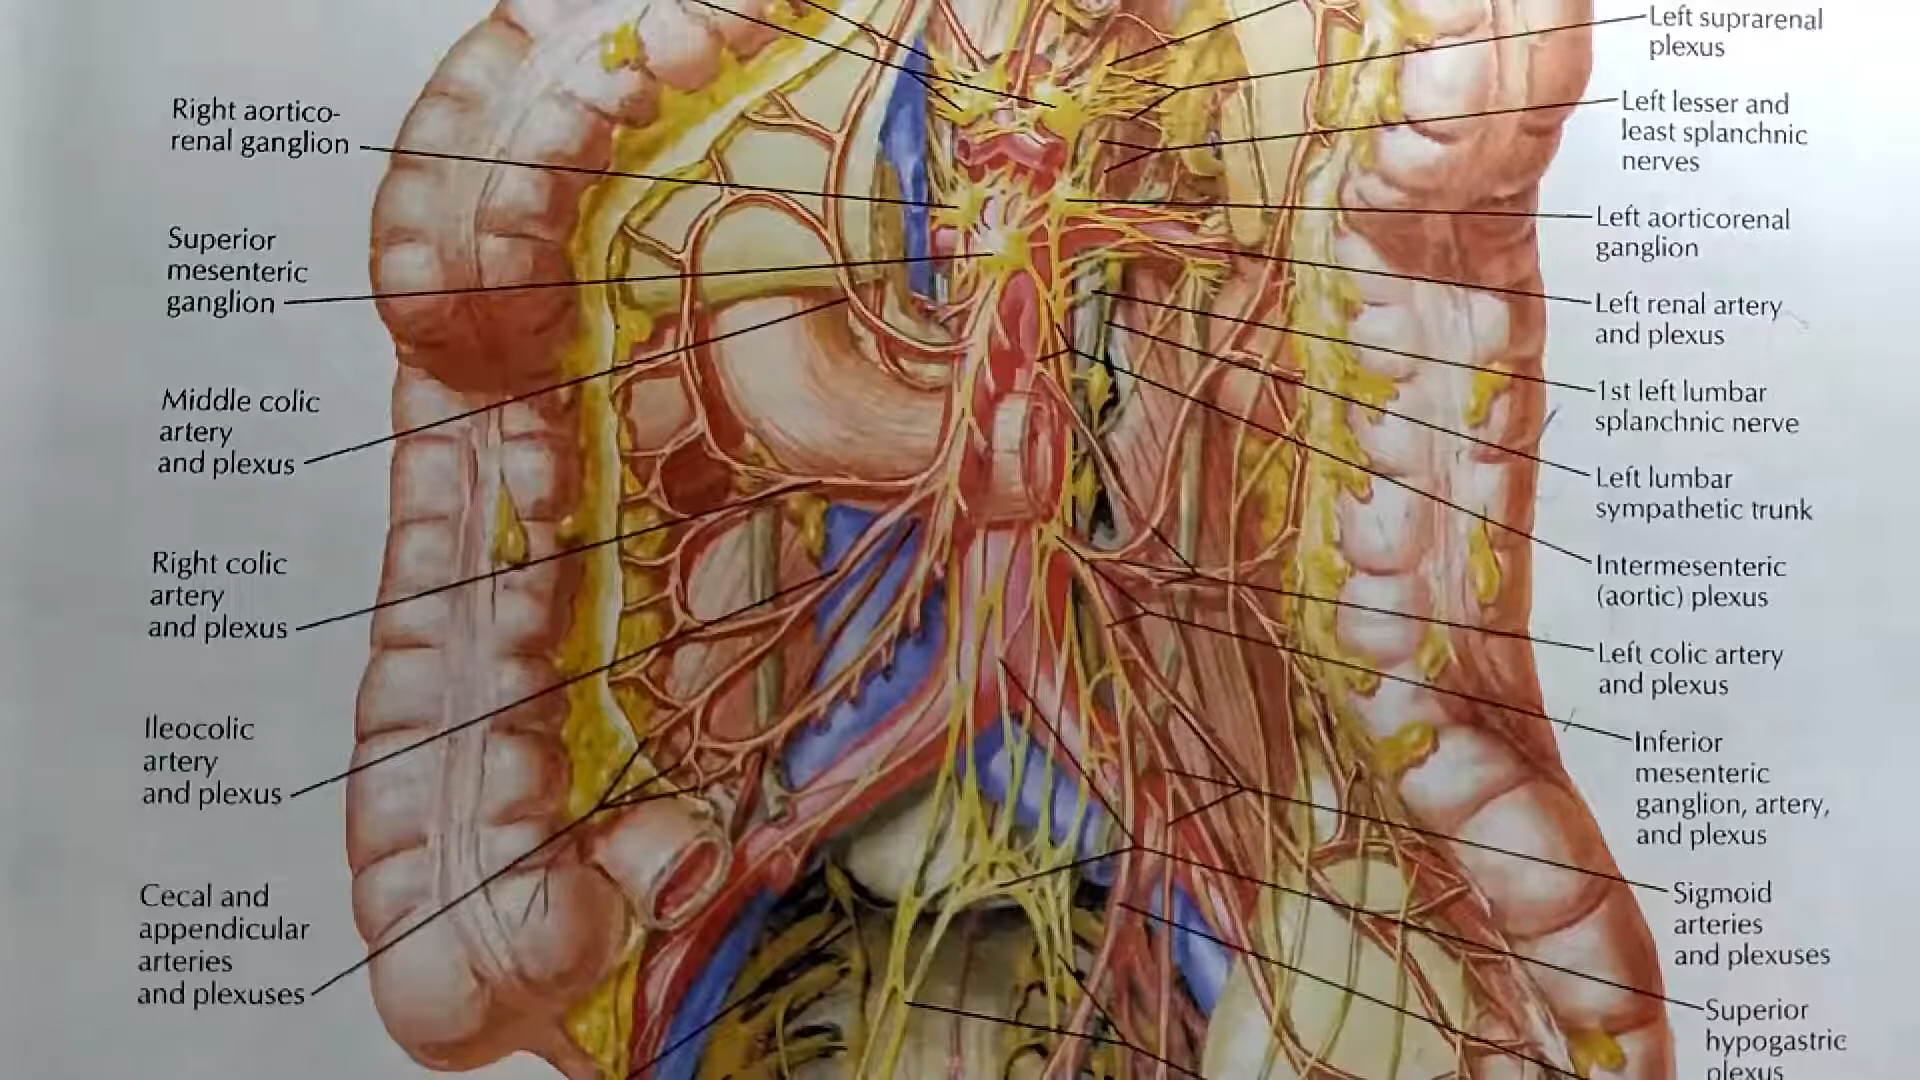 Right aortico-
renal ganglion
Superior
mesenteric
ganglion
Middle colic
artery
and plexus
Right colic
artery
and plexus
Ileocolic
artery
and plexus
Cecal and
appendicular
arteries
and plexuses
Left suprarenal
plexus
Left lesser and
least splanchnic
nerves
Left aorticorenal
ganglion
Left renal artery
and plexus
1st left lumbar
splanchnic nerve
Left lumbar
sympathetic trunk
Intermesenteric
(aortic) plexus
Left colic artery
and plexus
Inferior
mesenteric
ganglion, artery,
and plexus
Sigmoid
arteries
and plexuses
Superior
hypogastric
plexus